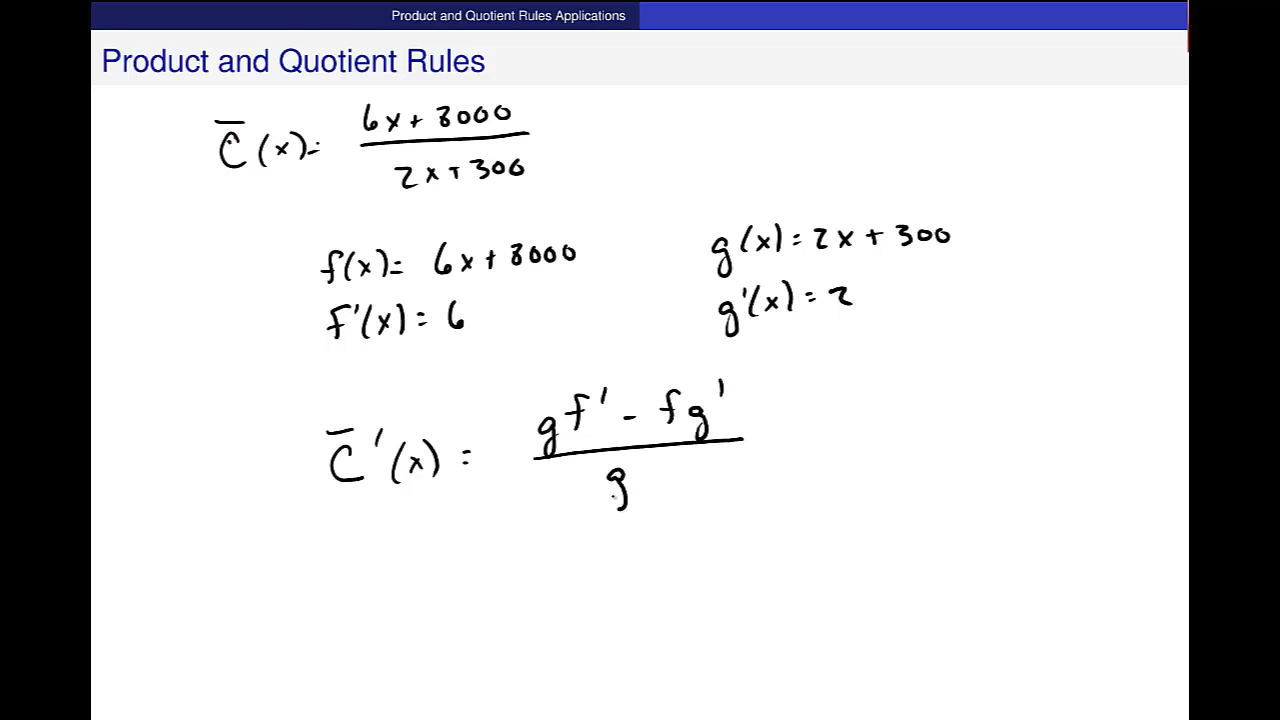 Product and Quotient Rules Applications
Product and Quotient Rules
C̅(x) = (6x + 8000)/(2x + 300)
f(x) = 6x + 8000
g(x) = 2x + 300
f'(x) = 6
g'(x) = 2
C̅'(x) = (gf' - fg')/g